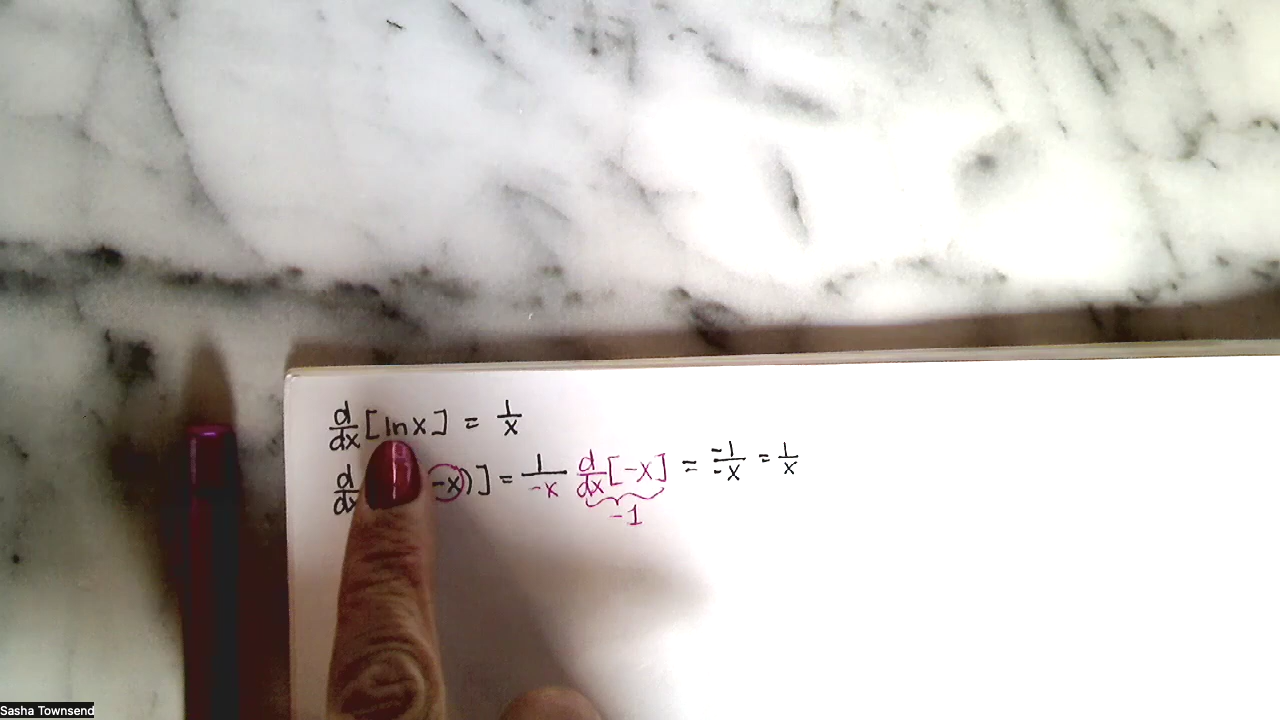 d/dx [ln x] = 1/x
d/dx -x)] = 1/-x d/dx [-x] = -1/-x = 1/x
-1
Sasha Townsend